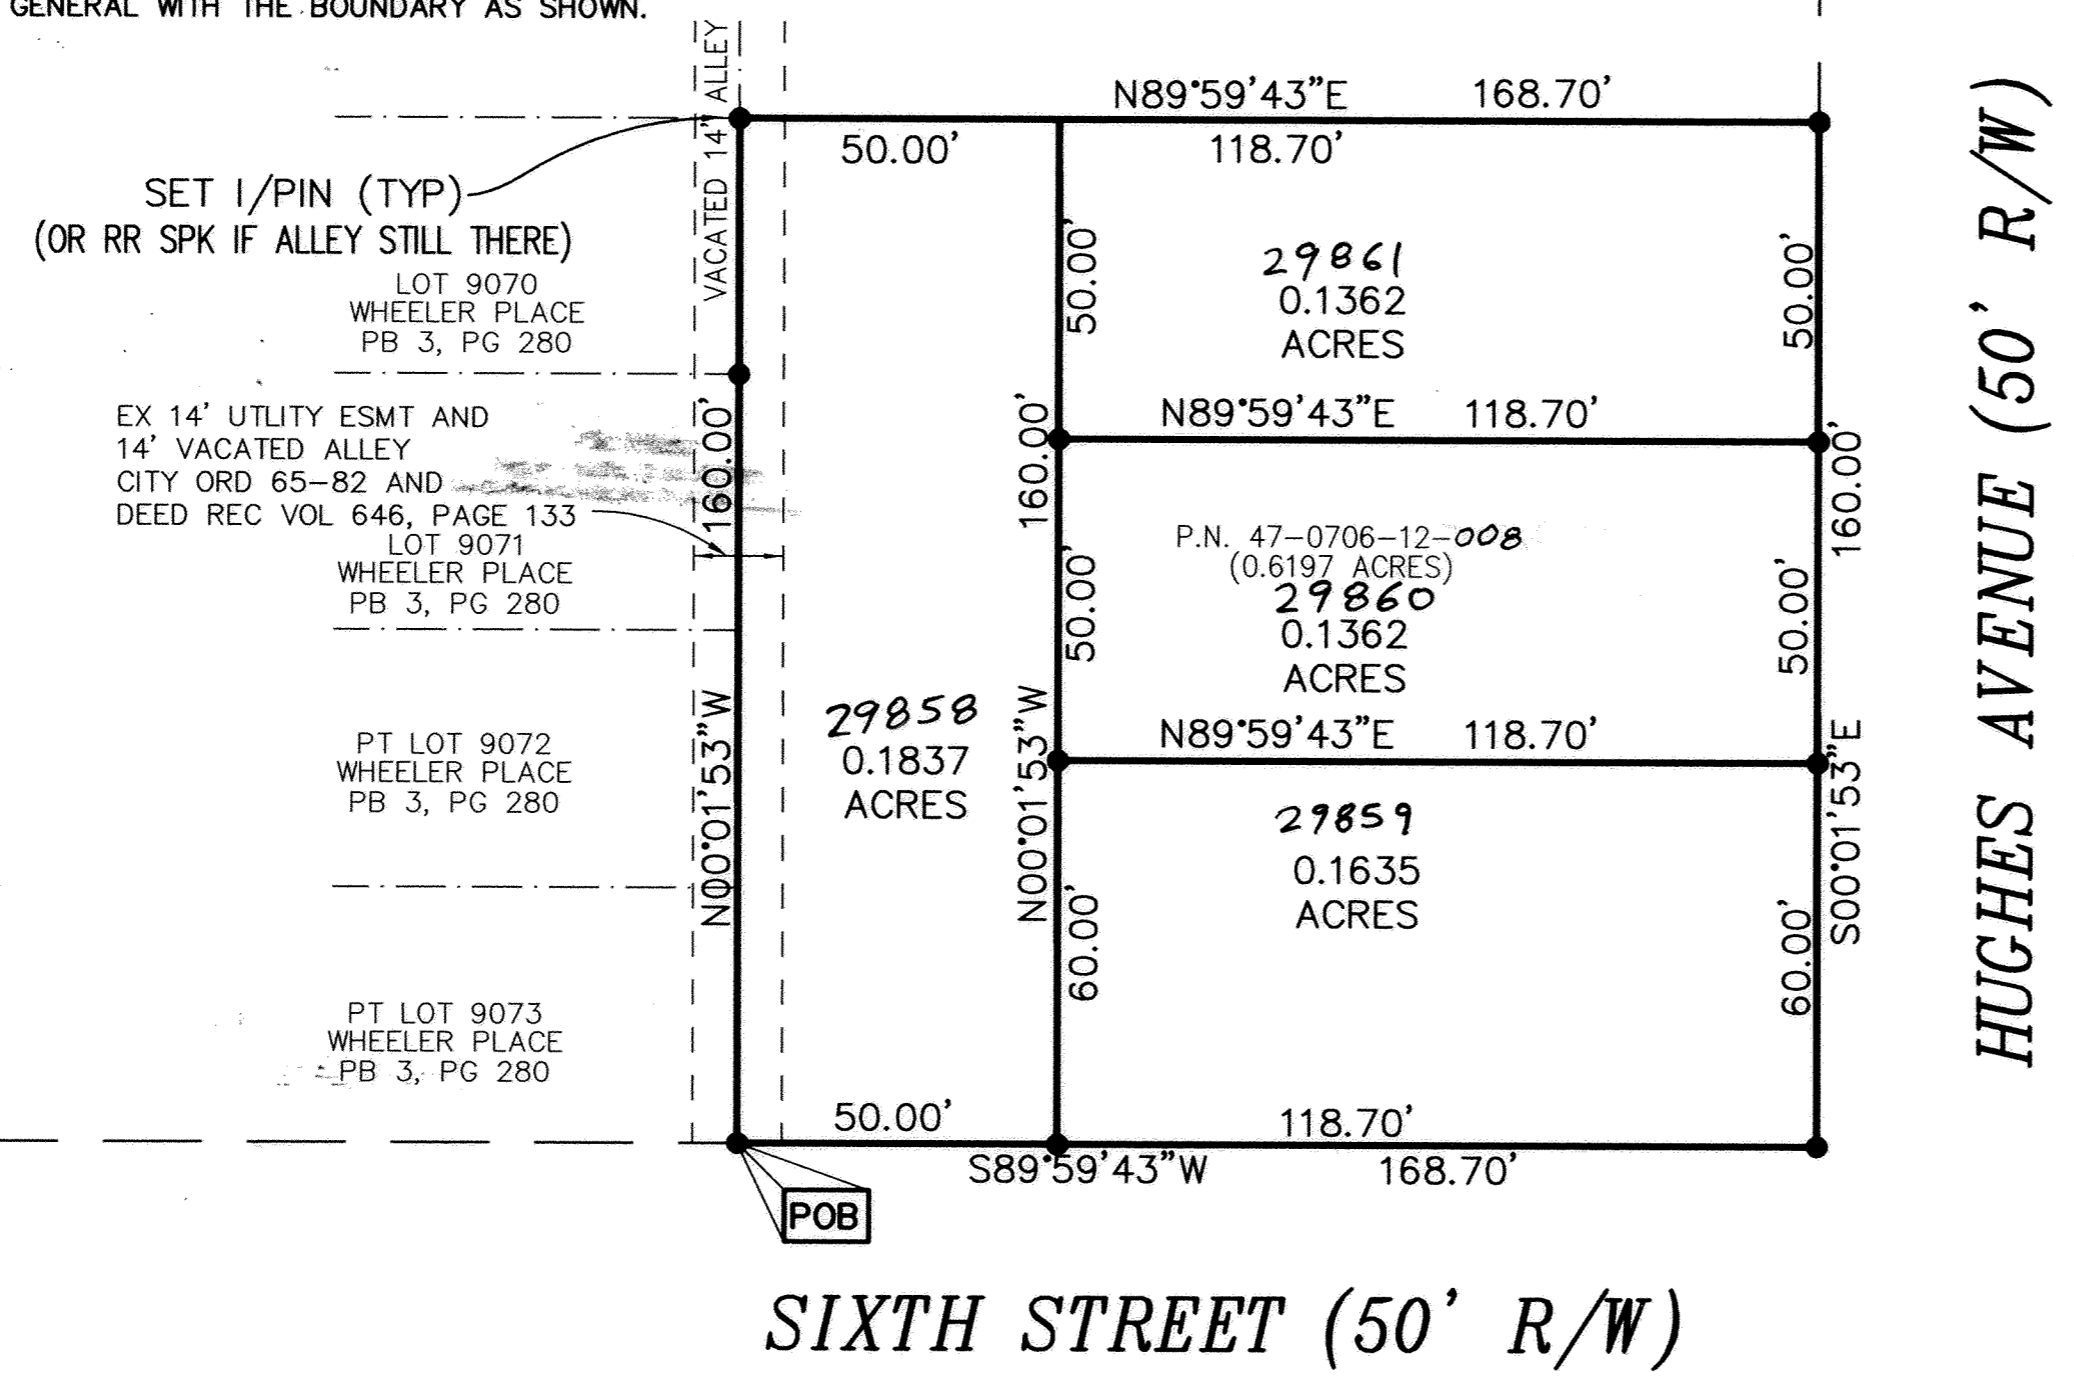 GENERAL WITH THE BOUNDARY AS SHOWN.
VACATED 14" ALLEY
N89°59'43"E 168.70'
50.00' 118.70'
SET I/PIN (TYP)
(OR RR SPK IF ALLEY STILL THERE)
LOT 9070
WHEELER PLACE
PB 3, PG 280
50.00'
29861
0.1362
ACRES
50.00'
EX 14' UTLITY ESMT AND
14' VACATED ALLEY
CITY ORD 65-82 AND
DEED REC VOL 646, PAGE 133
LOT 9071
WHEELER PLACE
PB 3, PG 280
N00°01'53"W 160.00'
N00°01'53"W 160.00'
N89°59'43"E 118.70'
50.00'
P.N. 47-0706-12-008
(0.6197 ACRES)
29860
0.1362
ACRES
50.00'
S00°01'53"E 160.00'
PT LOT 9072
WHEELER PLACE
PB 3, PG 280
29858
0.1837
ACRES
N89°59'43"E 118.70'
60.00'
29859
0.1635
ACRES
60.00'
PT LOT 9073
WHEELER PLACE
PB 3, PG 280
50.00' 118.70'
S89°59'43"W 168.70'
POB
HUGHES AVENUE (50' R/W)
SIXTH STREET (50' R/W)